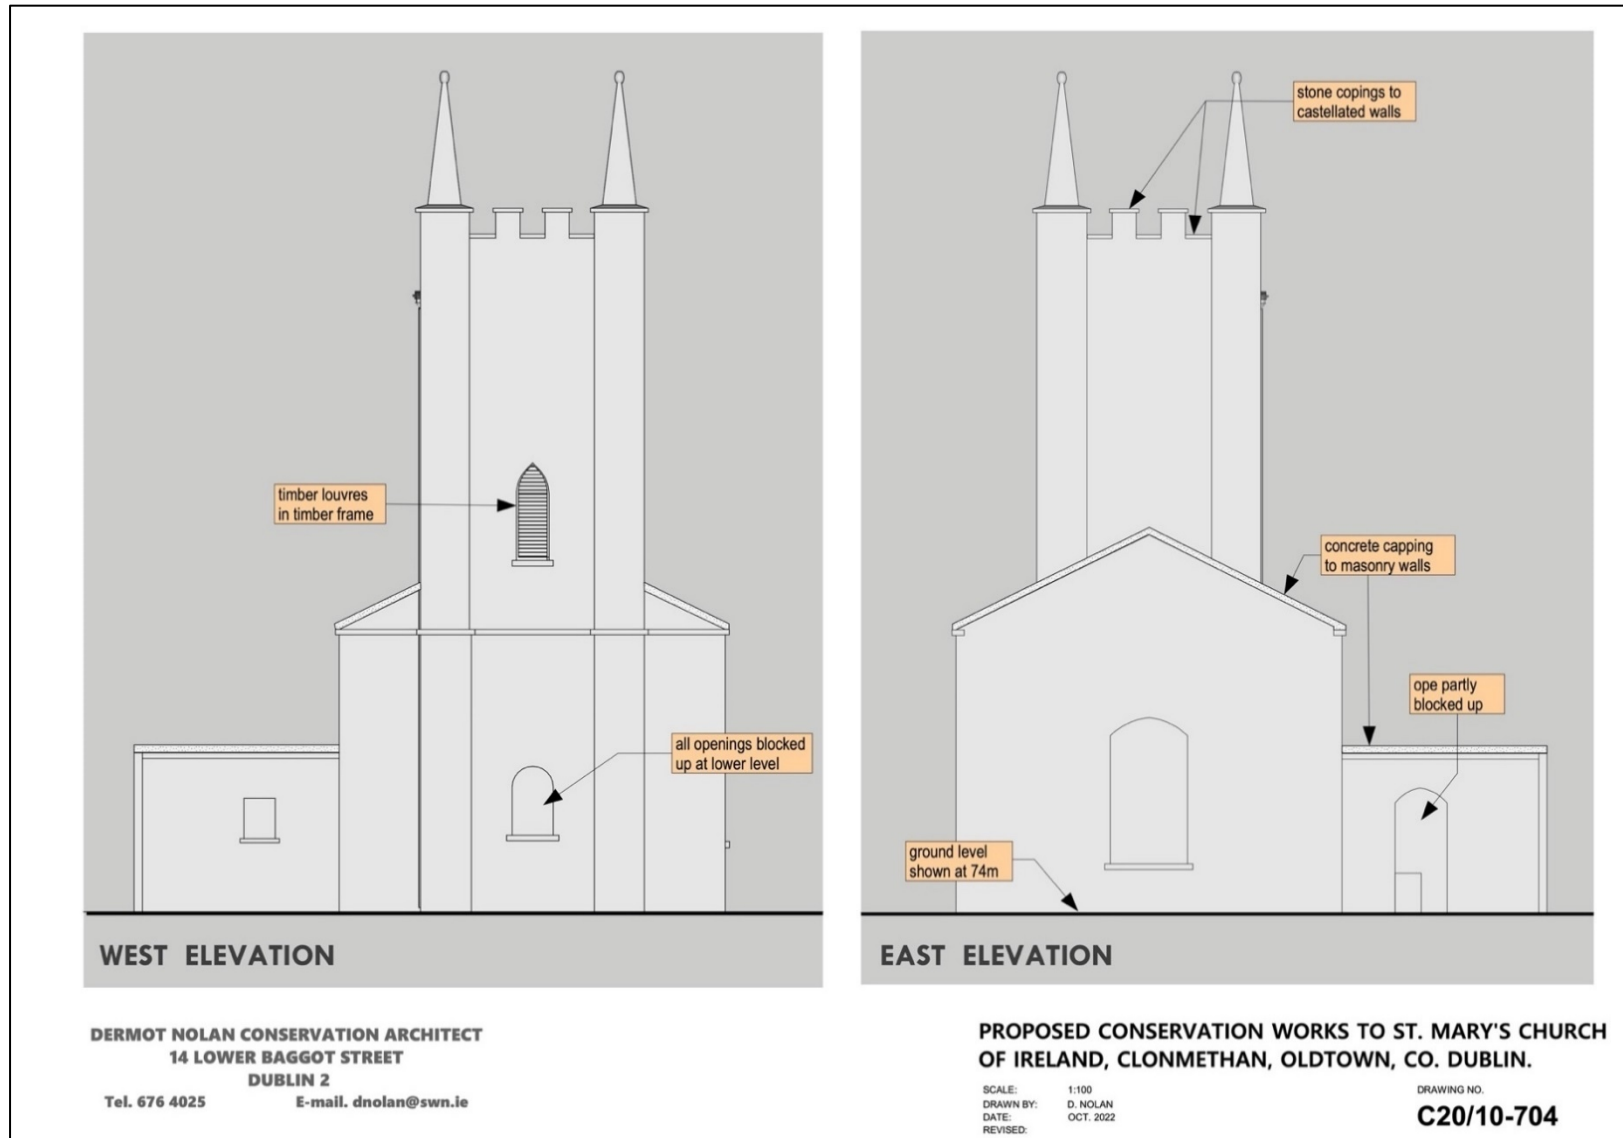 timber louvres
in timber frame
all openings blocked
up at lower level
WEST ELEVATION
stone copings to
castellated walls
concrete capping
to masonry walls
ope partly
blocked up
ground level
shown at 74m
EAST ELEVATION
DERMOT NOLAN CONSERVATION ARCHITECT
14 LOWER BAGGOT STREET
DUBLIN 2
Tel. 676 4025 E-mail. dnolan@swn.ie
PROPOSED CONSERVATION WORKS TO ST. MARY'S CHURCH
OF IRELAND, CLONMETHAN, OLDTOWN, CO. DUBLIN.
SCALE: 1:100
DRAWN BY: D. NOLAN
DATE: OCT. 2022
REVISED:
DRAWING NO.
C20/10-704